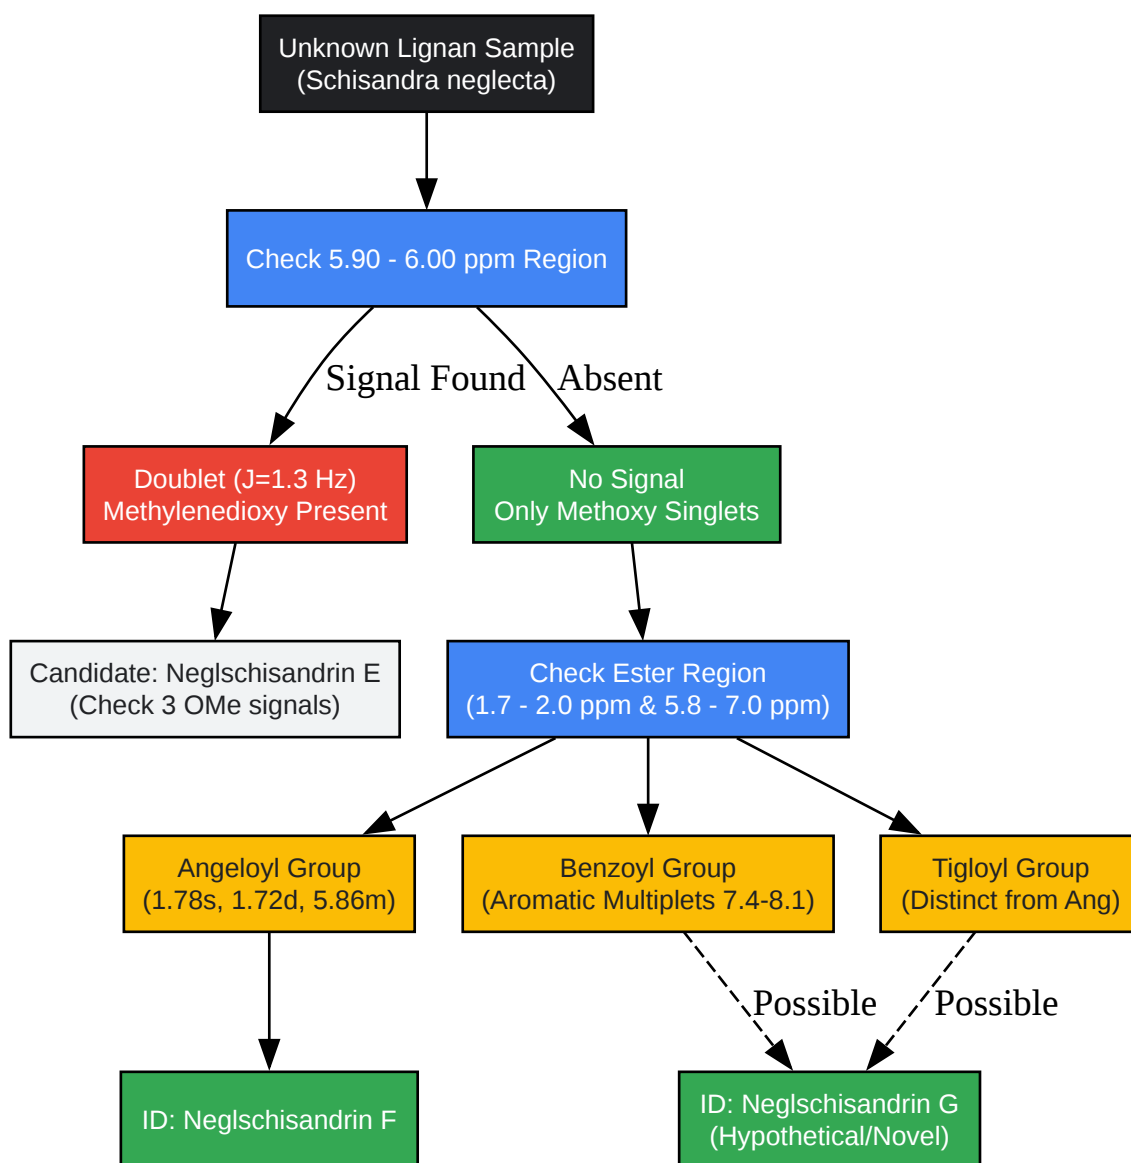 Unknown Lignan Sample
(Schisandra neglecta)
Check 5.90 - 6.00 ppm Region
Signal Found
Absent
Doublet (J=1.3 Hz)
Methylenedioxy Present
No Signal
Only Methoxy Singlets
Candidate: Neglschisandrin E
(Check 3 OMe signals)
Check Ester Region
(1.7 - 2.0 ppm & 5.8 - 7.0 ppm)
Angeloyl Group
(1.78s, 1.72d, 5.86m)
Benzoyl Group
(Aromatic Multiplets 7.4-8.1)
Tigloyl Group
(Distinct from Ang)
Possible
Possible
ID: Neglschisandrin F
ID: Neglschisandrin G
(Hypothetical/Novel)